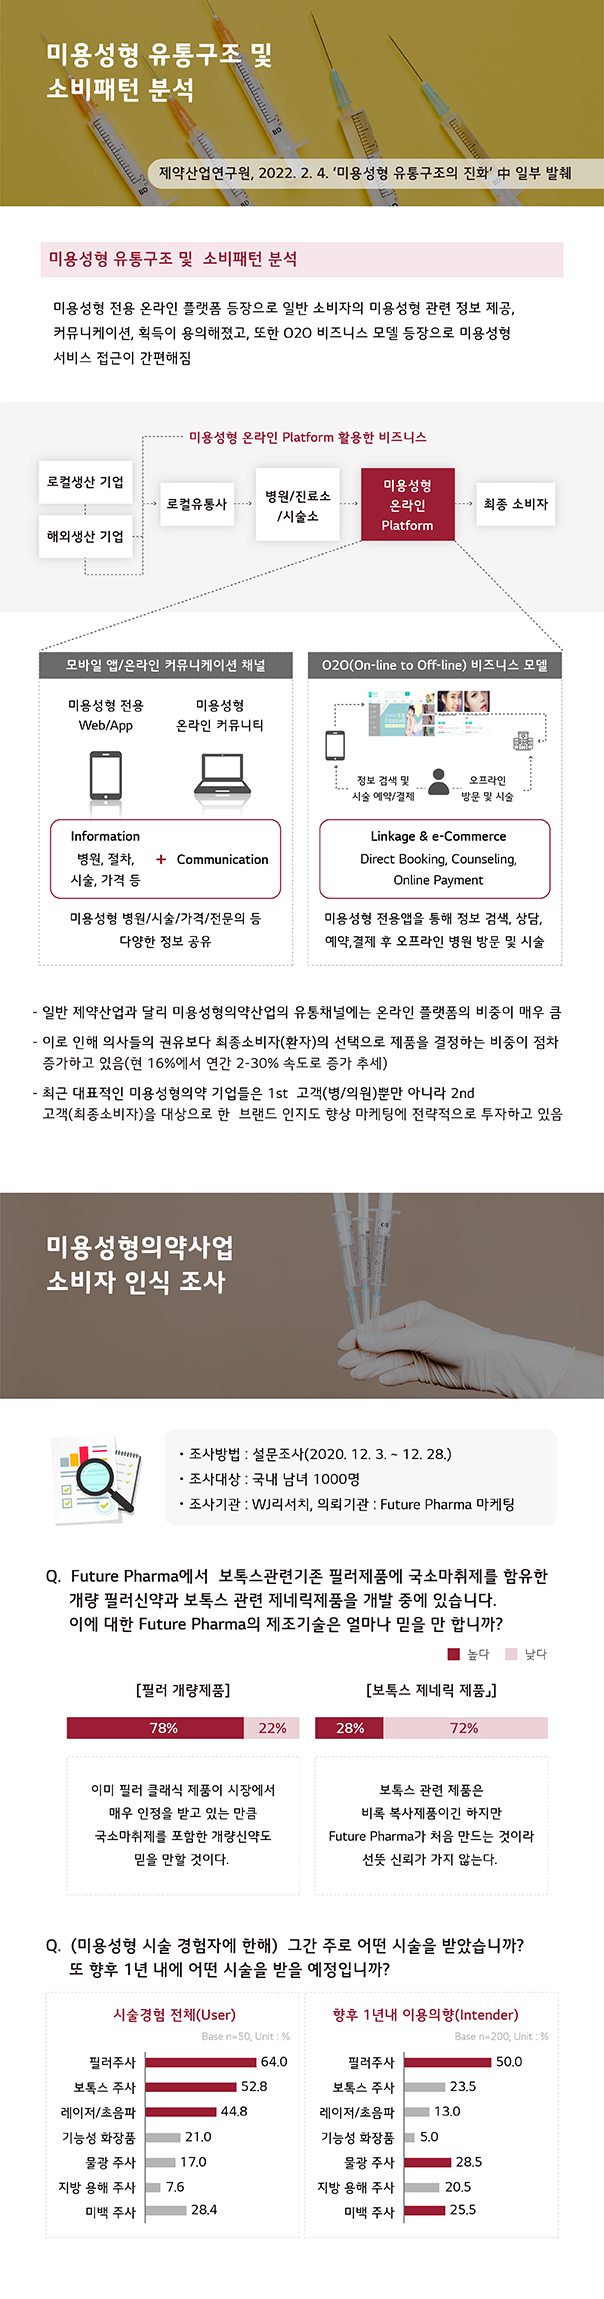 미용성형 유통구조 및
소비패턴 분석
제약산업연구원, 2022. 2. 4. ‘미용성형 유통구조의 진화’ 中 일부 발췌
미용성형 유통구조 및 소비패턴 분석
미용성형 전용 온라인 플랫폼 등장으로 일반 소비자의 미용성형 관련 정보 제공,
커뮤니케이션, 획득이 용의해졌고, 또한 O2O 비즈니스 모델 등장으로 미용성형
서비스 접근이 간편해짐
미용성형 온라인 Platform 활용한 비즈니스
로컬생산 기업
해외생산 기업
로컬유통사
병원/진료소
/시술소
미용성형
온라인
Platform
최종 소비자
모바일 앱/온라인 커뮤니케이션 채널
미용성형 전용
Web/App
미용성형
온라인 커뮤니티
Information
병원, 절차,
시술, 가격 등
+ Communication
미용성형 병원/시술/가격/전문의 등
다양한 정보 공유
O2O(On-line to Off-line) 비즈니스 모델
정보 검색 및
시술 예약/결제
오프라인
방문 및 시술
Linkage & e-Commerce
Direct Booking, Counseling,
Online Payment
미용성형 전용앱을 통해 정보 검색, 상담,
예약,결제 후 오프라인 병원 방문 및 시술
- 일반 제약산업과 달리 미용성형의약산업의 유통채널에는 온라인 플랫폼의 비중이 매우 큼
- 이로 인해 의사들의 권유보다 최종소비자(환자)의 선택으로 제품을 결정하는 비중이 점차
증가하고 있음(현 16%에서 연간 2-30% 속도로 증가 추세)
- 최근 대표적인 미용성형의약 기업들은 1st 고객(병/의원)뿐만 아니라 2nd
고객(최종소비자)을 대상으로 한 브랜드 인지도 향상 마케팅에 전략적으로 투자하고 있음
미용성형의약사업
소비자 인식 조사
• 조사방법 : 설문조사(2020. 12. 3. ~ 12. 28.)
• 조사대상 : 국내 남녀 1000명
• 조사기관 : WJ리서치, 의뢰기관 : Future Pharma 마케팅
Q. Future Pharma에서 보톡스관련기존 필러제품에 국소마취제를 함유한
개량 필러신약과 보톡스 관련 제네릭제품을 개발 중에 있습니다.
이에 대한 Future Pharma의 제조기술은 얼마나 믿을 만 합니까?
높다 낮다
[필러 개량제품]
78% 22%
이미 필러 클래식 제품이 시장에서
매우 인정을 받고 있는 만큼
국소마취제를 포함한 개량신약도
믿을 만할 것이다.
[보톡스 제네릭 제품」]
28% 72%
보톡스 관련 제품은
비록 복사제품이긴 하지만
Future Pharma가 처음 만드는 것이라
선뜻 신뢰가 가지 않는다.
Q. (미용성형 시술 경험자에 한해) 그간 주로 어떤 시술을 받았습니까?
또 향후 1년 내에 어떤 시술을 받을 예정입니까?
시술경험 전체(User)
Base n=50, Unit : %
필러주사 64.0
보톡스 주사 52.8
레이저/초음파 44.8
기능성 화장품 21.0
물광 주사 17.0
지방 용해 주사 7.6
미백 주사 28.4
향후 1년내 이용의향(Intender)
Base n=200, Unit : %
필러주사 50.0
보톡스 주사 23.5
레이저/초음파 13.0
기능성 화장품 5.0
물광 주사 28.5
지방 용해 주사 20.5
미백 주사 25.5